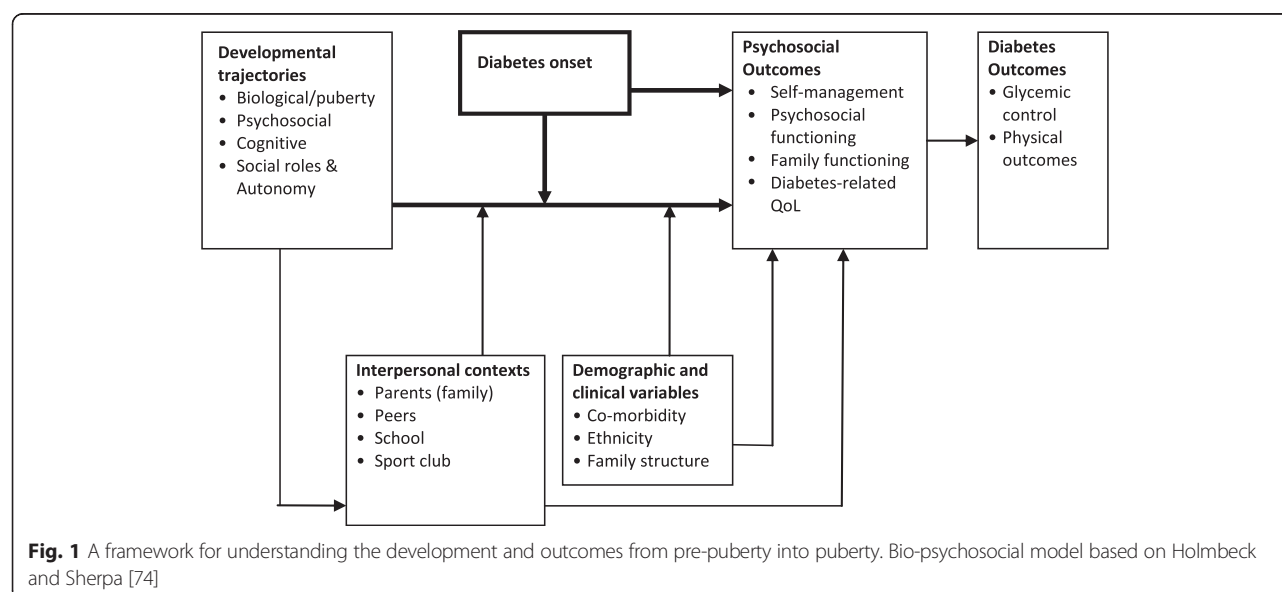 Developmental
trajectories
• Biological/puberty
• Psychosocial
• Cognitive
• Social roles &
Autonomy
Diabetes onset
Psychosocial
Outcomes
• Self-management
• Psychosocial
functioning
• Family functioning
• Diabetes-related
QoL
Diabetes
Outcomes
• Glycemic
control
• Physical
outcomes
Interpersonal contexts
• Parents (family)
• Peers
• School
• Sport club
Demographic and
clinical variables
• Co-morbidity
• Ethnicity
• Family structure
Fig. 1 A framework for understanding the development and outcomes from pre-puberty into puberty. Bio-psychosocial model based on Holmbeck
and Sherpa [74]